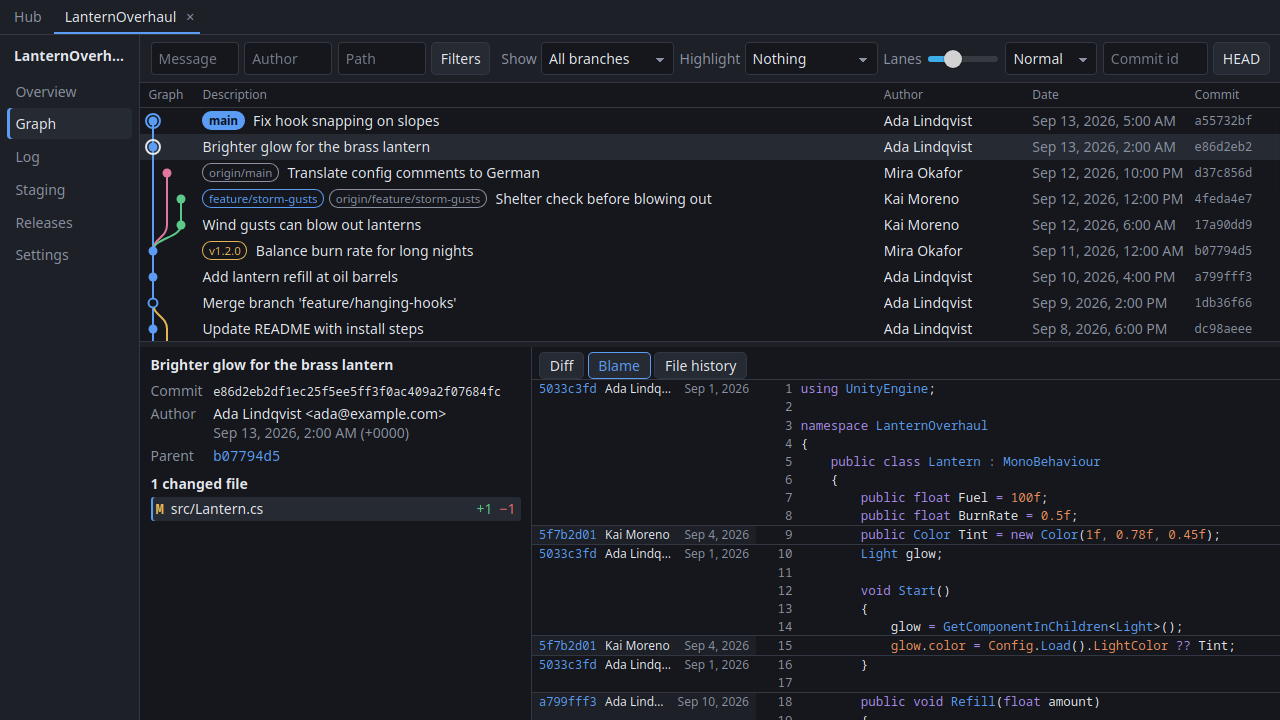 Hub LanternOverhaul ×
LanternOverh...
Overview
Graph
Log
Staging
Releases
Settings
Message Author Path Filters Show All branches Highlight Nothing Lanes Normal Commit id HEAD
Graph Description Author Date Commit
main Fix hook snapping on slopes Ada Lindqvist Sep 13, 2026, 5:00 AM a55732bf
Brighter glow for the brass lantern Ada Lindqvist Sep 13, 2026, 2:00 AM e86d2eb2
origin/main Translate config comments to German Mira Okafor Sep 12, 2026, 10:00 PM d37c856d
feature/storm-gusts origin/feature/storm-gusts Shelter check before blowing out Kai Moreno Sep 12, 2026, 12:00 PM 4feda4e7
Wind gusts can blow out lanterns Kai Moreno Sep 12, 2026, 6:00 AM 17a90dd9
v1.2.0 Balance burn rate for long nights Mira Okafor Sep 11, 2026, 12:00 AM b07794d5
Add lantern refill at oil barrels Ada Lindqvist Sep 10, 2026, 4:00 PM a799fff3
Merge branch 'feature/hanging-hooks' Ada Lindqvist Sep 9, 2026, 2:00 PM 1db36f66
Update README with install steps Ada Lindqvist Sep 8, 2026, 6:00 PM dc98aeee
Brighter glow for the brass lantern
Commit e86d2eb2df1ec25f5ee5ff3f0ac409a2f07684fc
Author Ada Lindqvist <ada@example.com>
Sep 13, 2026, 2:00 AM (+0000)
Parent b07794d5
1 changed file
M src/Lantern.cs +1 −1
Diff Blame File history
5033c3fd Ada Lindq... Sep 1, 2026 1 using UnityEngine;
2
3 namespace LanternOverhaul
4 {
5 public class Lantern : MonoBehaviour
6 {
7 public float Fuel = 100f;
8 public float BurnRate = 0.5f;
5f7b2d01 Kai Moreno Sep 4, 2026 9 public Color Tint = new Color(1f, 0.78f, 0.45f);
5033c3fd Ada Lindq... Sep 1, 2026 10 Light glow;
11
12 void Start()
13 {
14 glow = GetComponentInChildren<Light>();
5f7b2d01 Kai Moreno Sep 4, 2026 15 glow.color = Config.Load().LightColor ?? Tint;
5033c3fd Ada Lindq... Sep 1, 2026 16 }
17
a799fff3 Ada Lind... Sep 10, 2026 18 public void Refill(float amount)
19 {